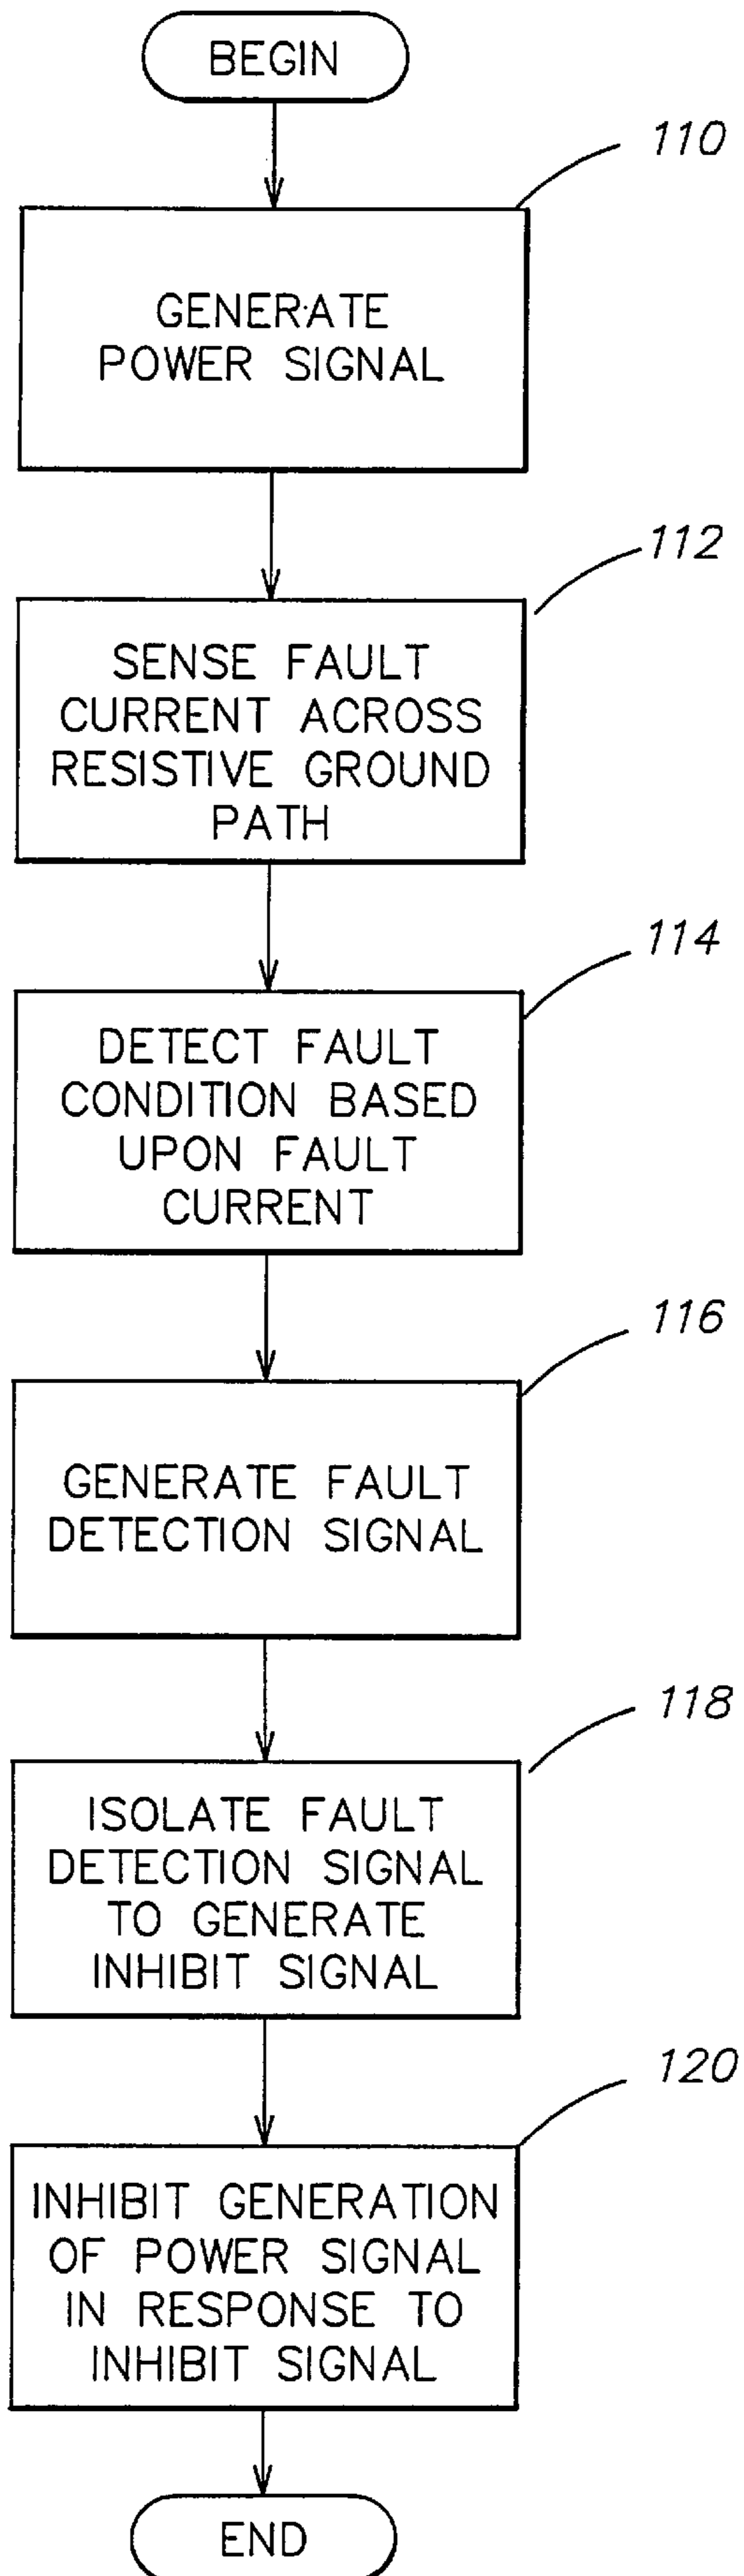 BEGIN
110
GENERATE
POWER SIGNAL
112
SENSE FAULT
CURRENT ACROSS
RESISTIVE GROUND
PATH
114
DETECT FAULT
CONDITION BASED
UPON FAULT
CURRENT
116
GENERATE FAULT
DETECTION SIGNAL
118
ISOLATE FAULT
DETECTION SIGNAL
TO GENERATE
INHIBIT SIGNAL
120
INHIBIT GENERATION
OF POWER SIGNAL
IN RESPONSE TO
INHIBIT SIGNAL
END